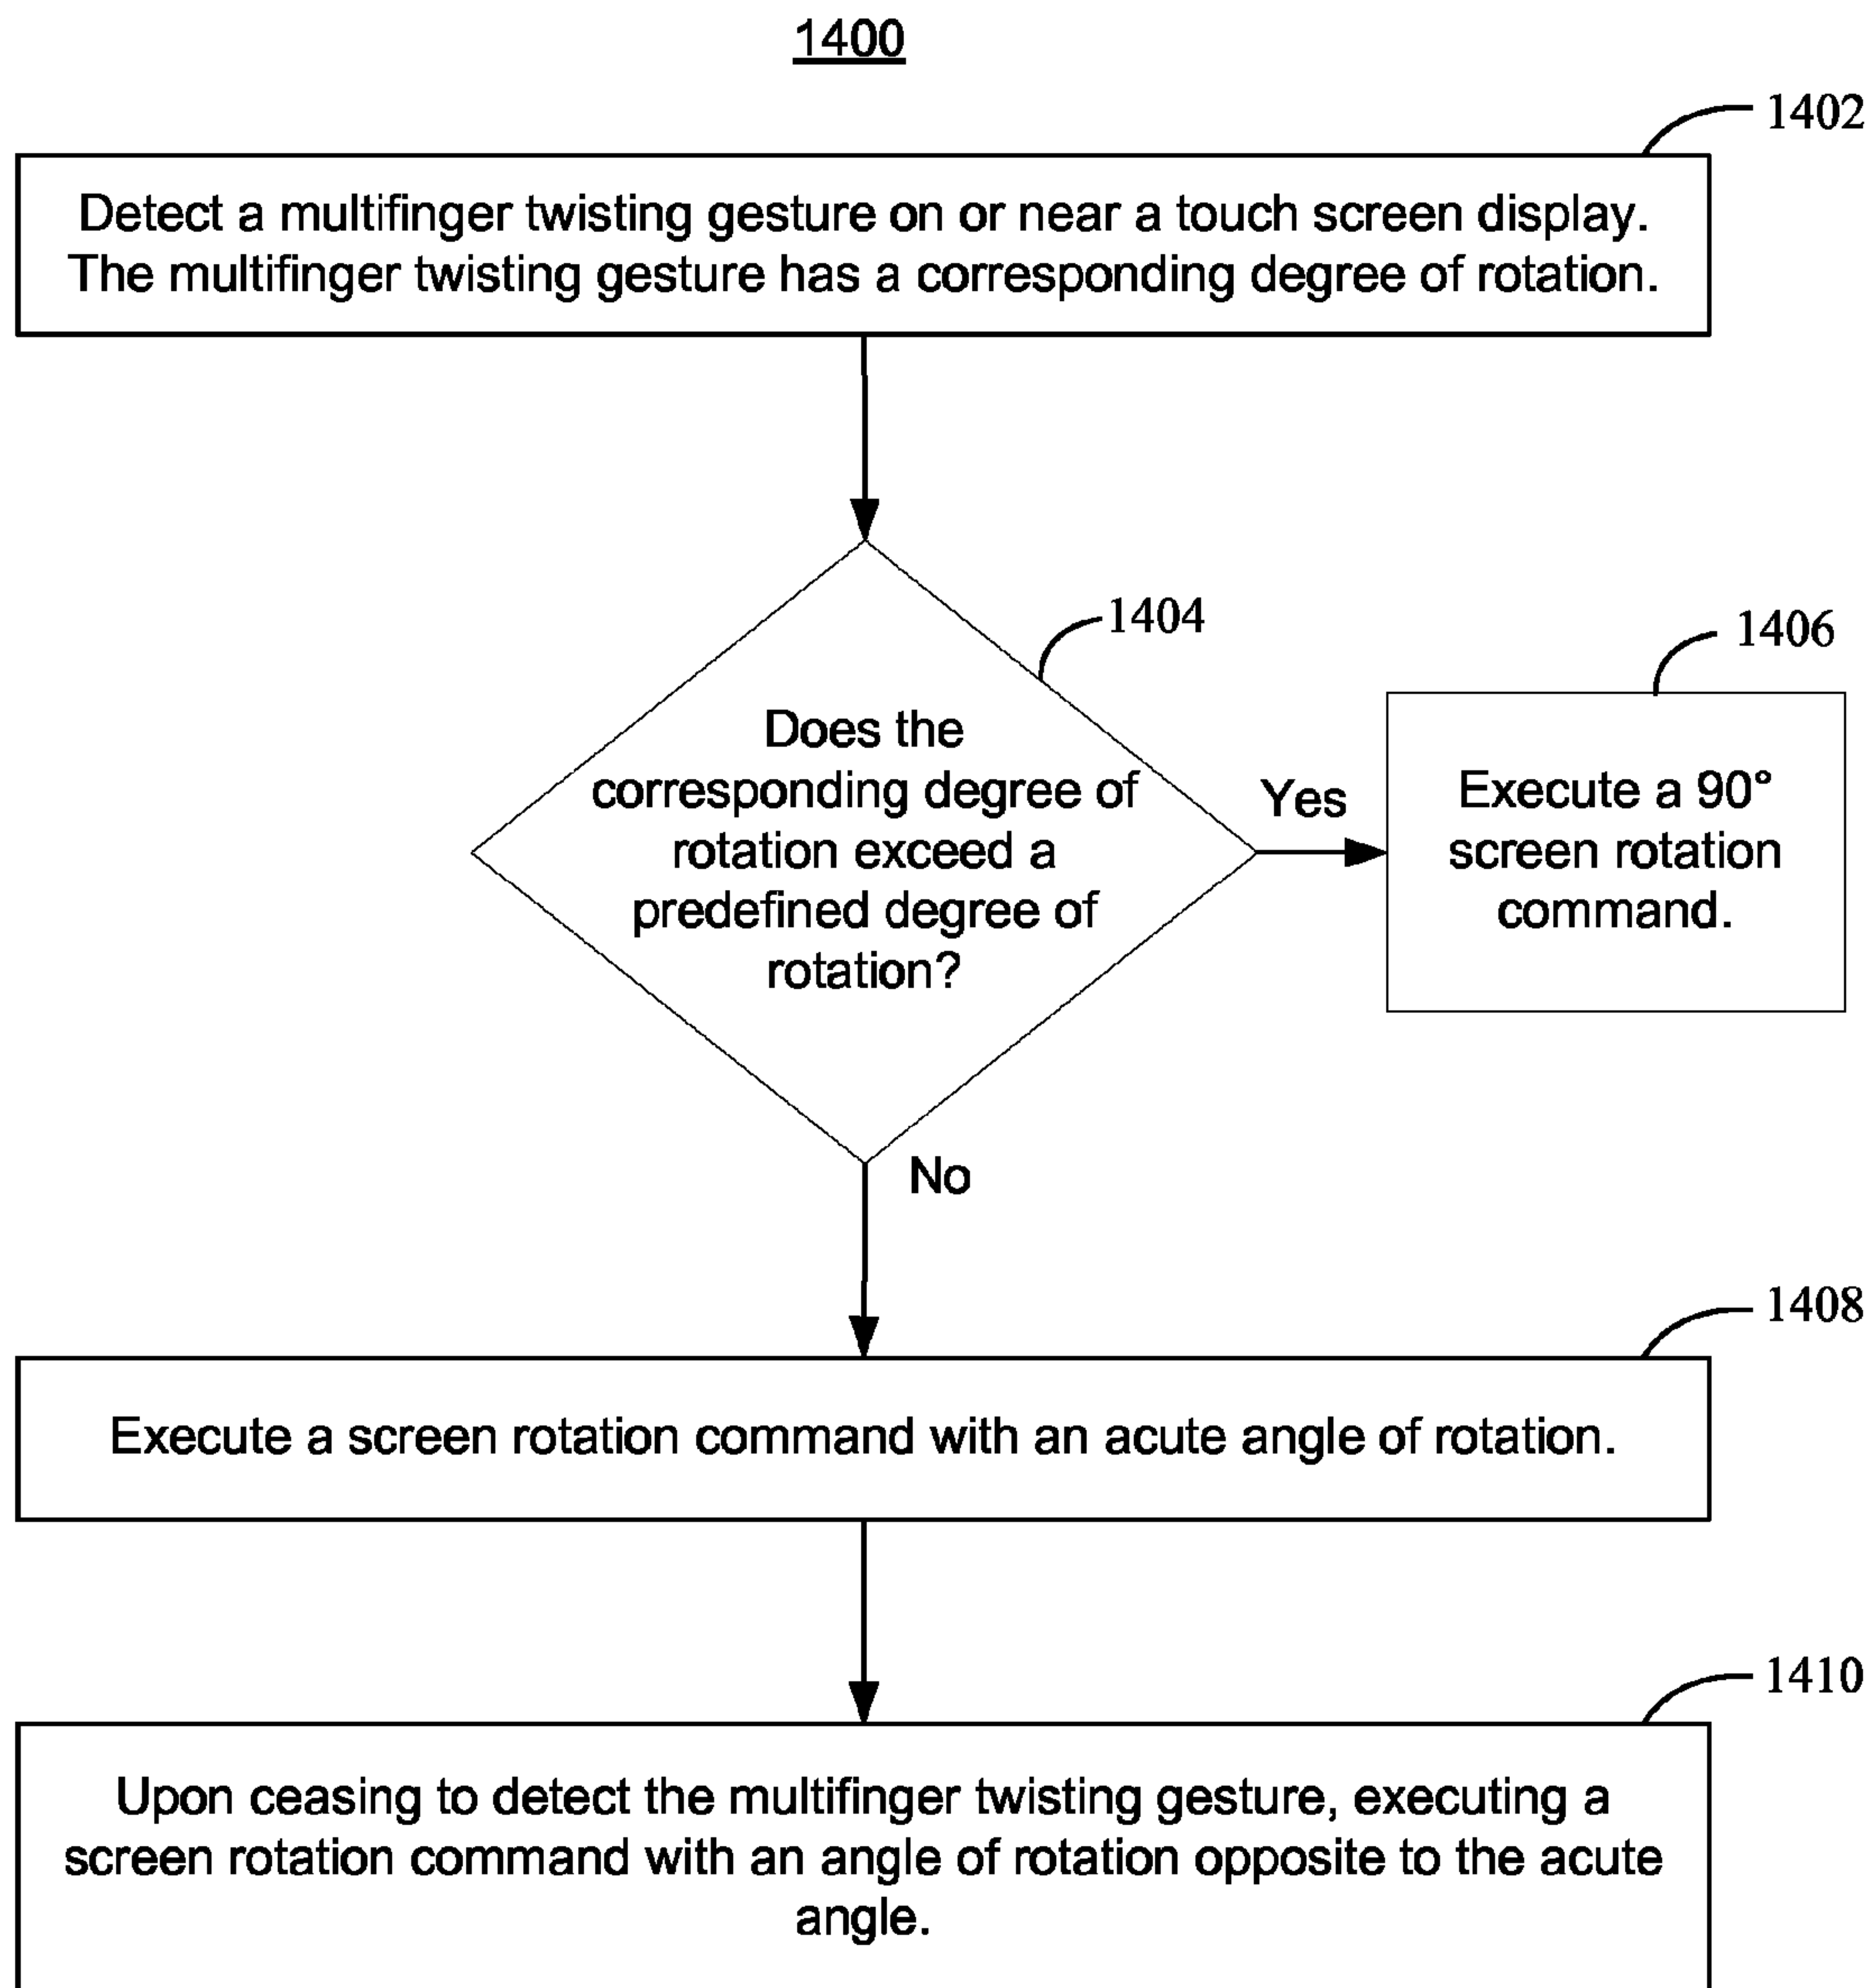 1400
1402
Detect a multifinger twisting gesture on or near a touch screen display.
The multifinger twisting gesture has a corresponding degree of rotation.
1404
Does the
corresponding degree of
rotation exceed a
predefined degree of
rotation?
Yes
1406
Execute a 90°
screen rotation
command.
No
1408
Execute a screen rotation command with an acute angle of rotation.
1410
Upon ceasing to detect the multifinger twisting gesture, executing a
screen rotation command with an angle of rotation opposite to the acute
angle.